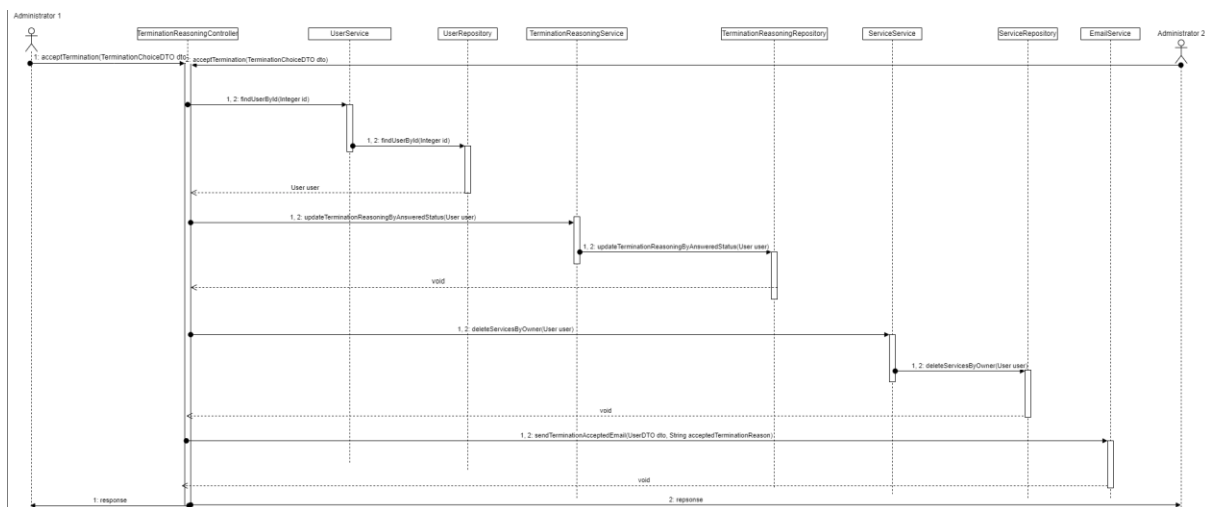 Administrator 1
TerminationReasoningController
UserService
UserRepository
TerminationReasoningService
TerminationReasoningRepository
ServiceService
ServiceRepository
EmailService
Administrator 2
1: acceptTermination(TerminationChoiceDTO dto)
2: acceptTermination(TerminationChoiceDTO dto)
1, 2: findUserById(Integer id)
1, 2: findUserById(Integer id)
User user
1, 2: updateTerminationReasoningByAnsweredStatus(User user)
1, 2: updateTerminationReasoningByAnsweredStatus(User user)
void
1, 2: deleteServicesByOwner(User user)
1, 2: deleteServicesByOwner(User user)
void
1, 2: sendTerminationAcceptedEmail(UserDTO dto, String acceptedTerminationReason)
void
1: response
2: repsonse